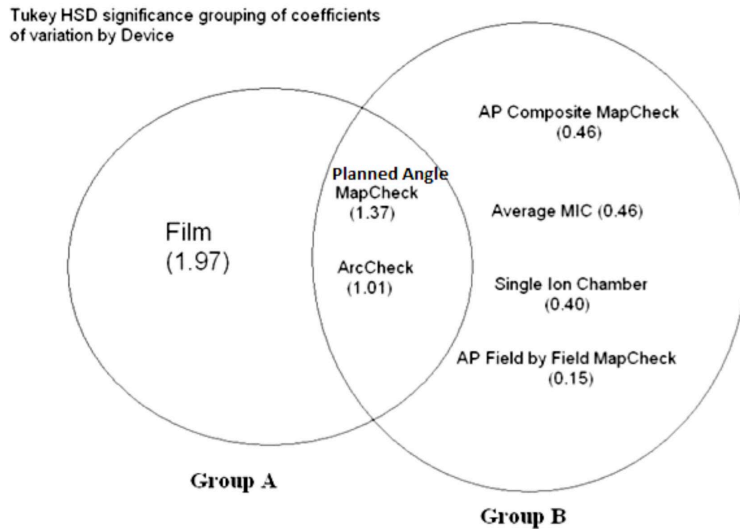 Tukey HSD significance grouping of coefficients
of variation by Device
Film
(1.97)
Planned Angle
MapCheck
(1.37)
ArcCheck
(1.01)
AP Composite MapCheck
(0.46)
Average MIC (0.46)
Single Ion Chamber
(0.40)
AP Field by Field MapCheck
(0.15)
Group A
Group B